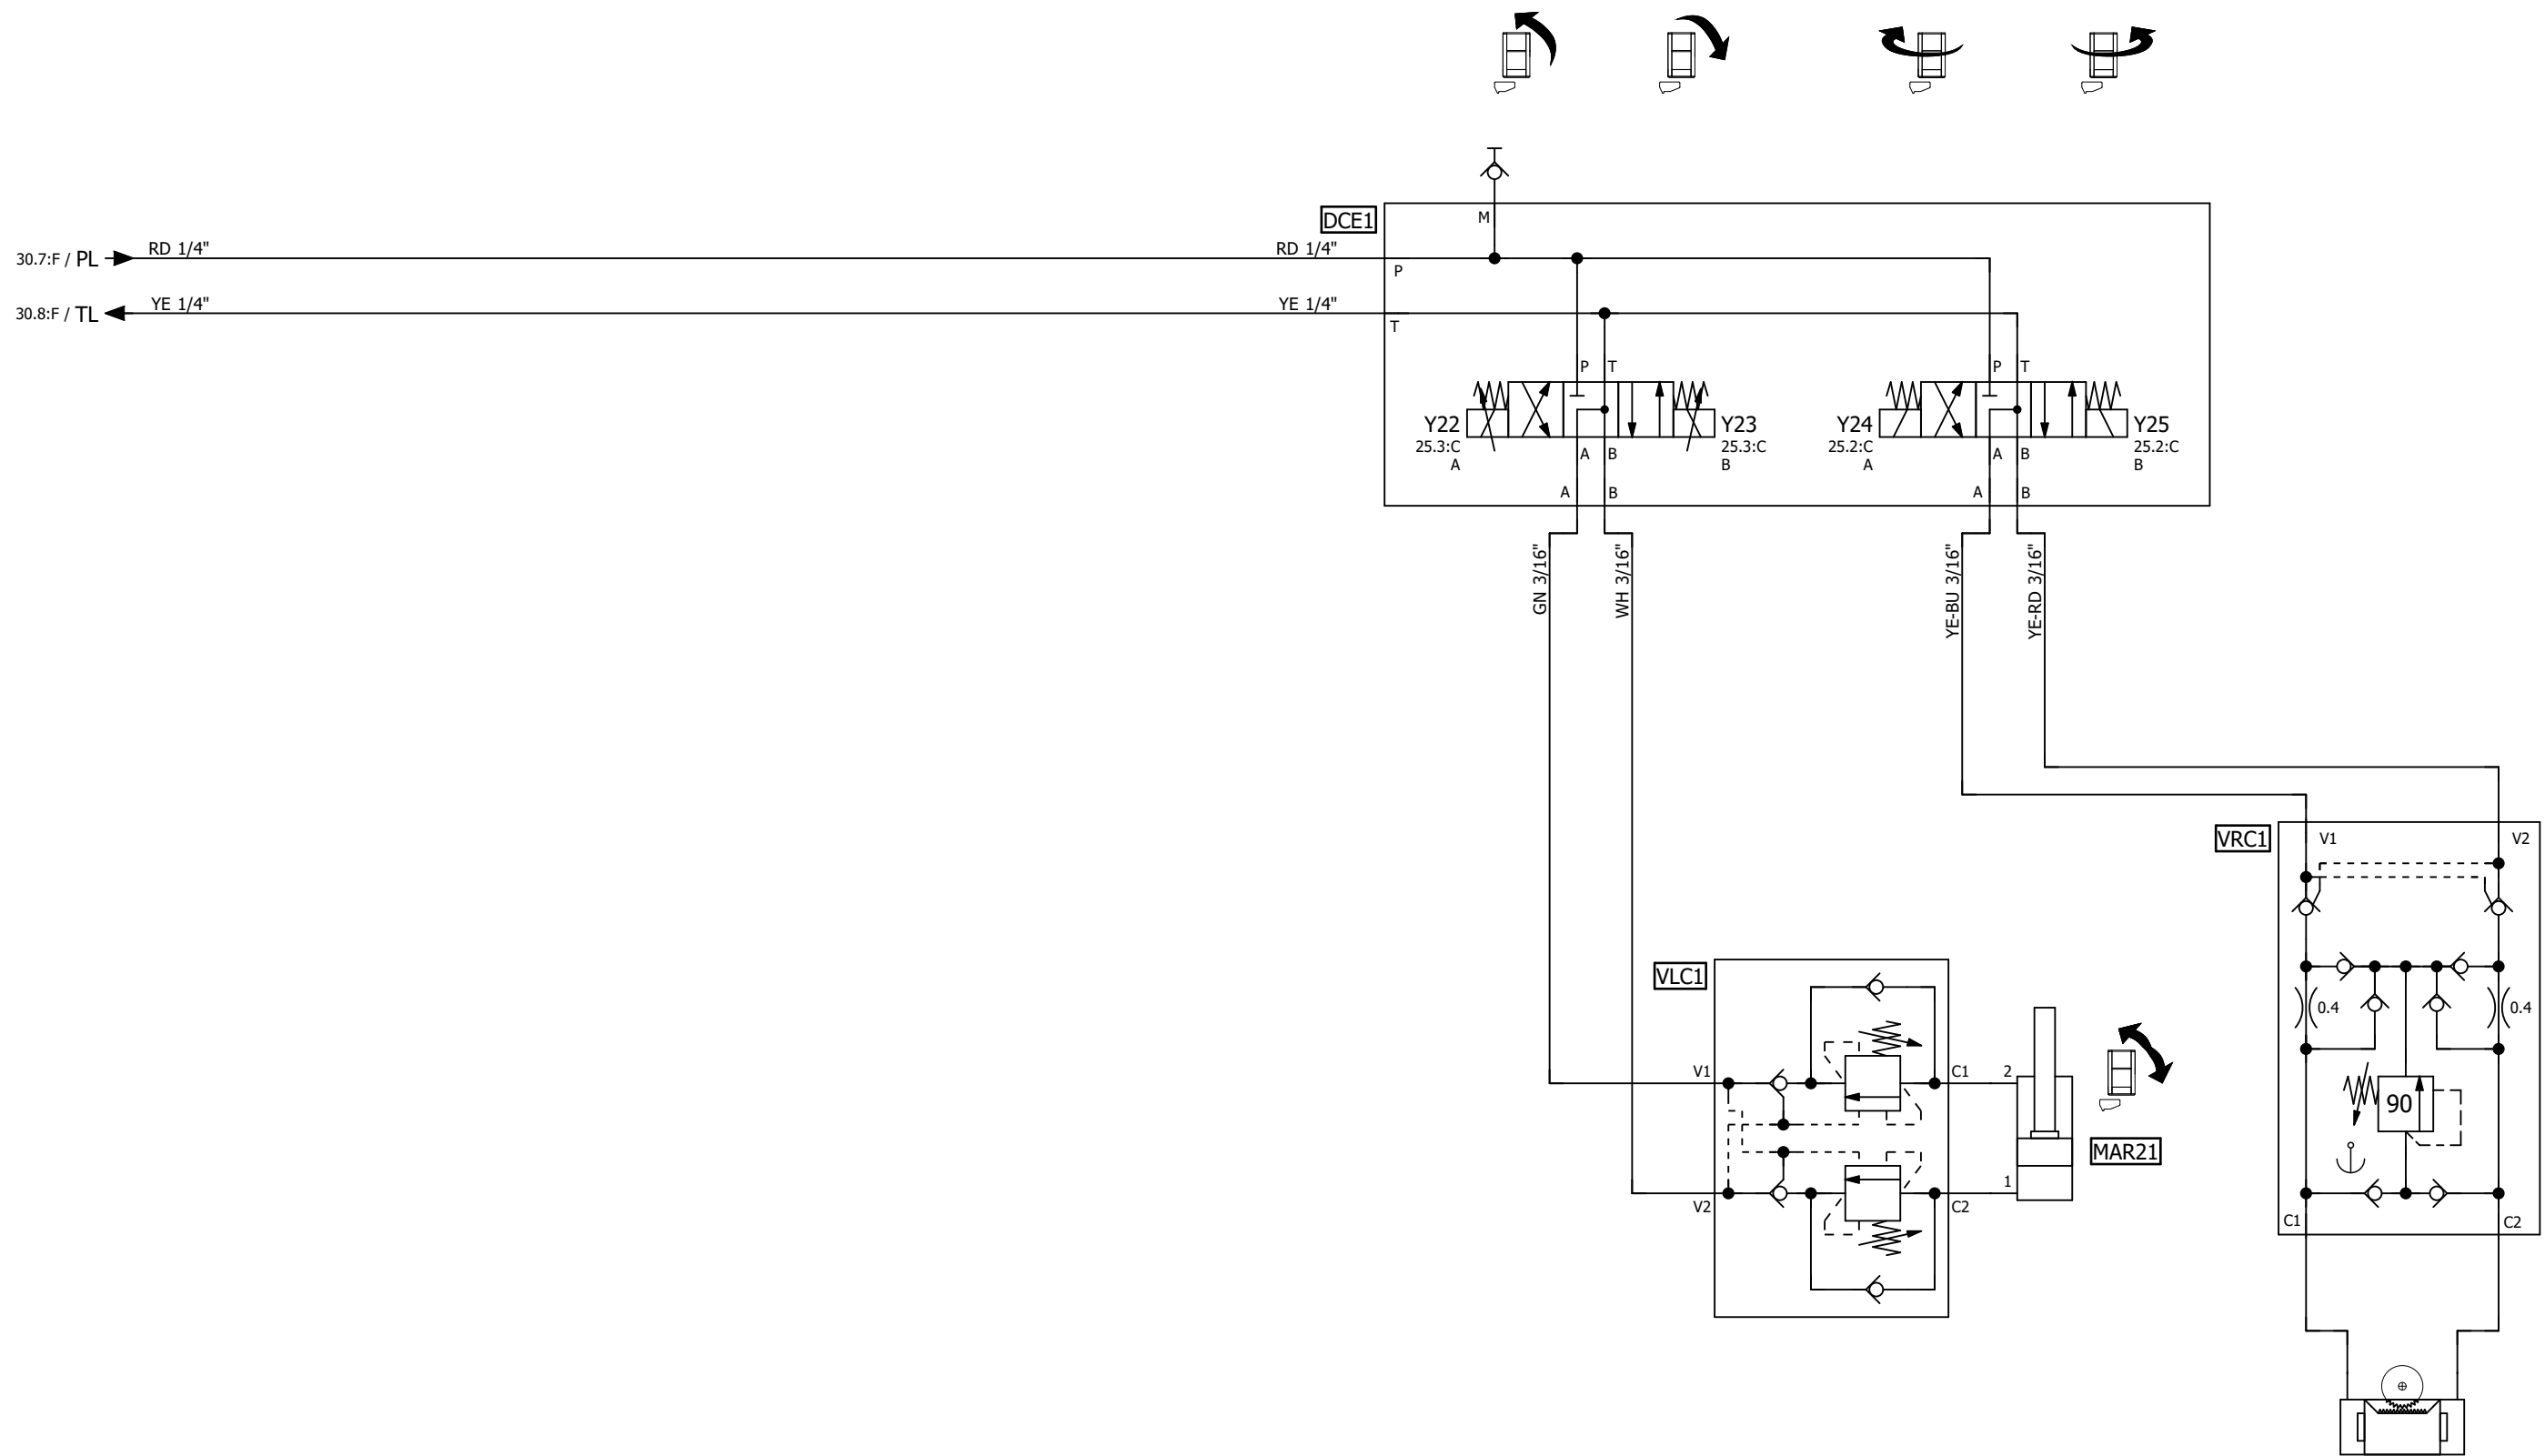 DCE1
M
30.7:F / PL
RD 1/4"
RD 1/4"
P
30.8:F / TL
YE 1/4"
YE 1/4"
T
P
T
P
T
Y22
25.3:C
A
A
B
Y23
25.3:C
B
Y24
25.2:C
A
A
B
Y25
25.2:C
B
A
B
A
B
GN 3/16"
WH 3/16"
YE-BU 3/16"
YE-RD 3/16"
VRC1
V1
V2
VLC1
0.4
0.4
V1
C1
2
90
MAR21
1
V2
C2
C1
C2